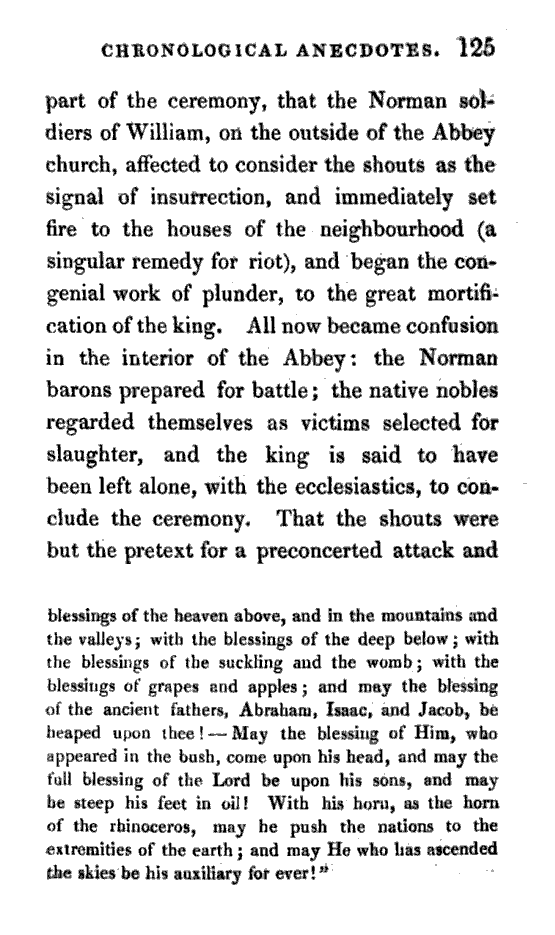 CHRONOLOGICAL ANECDOTES. 125
part of the ceremony, that the Norman sol-
diers of William, on the outside of the Abbey
church, affected to consider the shouts as the
signal of insurrection, and immediately set
fire to the houses of the neighbourhood (a
singular remedy for riot), and began the con-
genial work of plunder, to the great mortifi-
cation of the king. All now became confusion
in the interior of the Abbey: the Norman
barons prepared for battle; the native nobles
regarded themselves as victims selected for
slaughter, and the king is said to have
been left alone, with the ecclesiastics, to con-
clude the ceremony. That the shouts were
but the pretext for a preconcerted attack and
blessings of the heaven above, and in the mountains and
the valleys; with the blessings of the deep below; with
the blessings of the suckling and the womb; with the
blessings of grapes and apples; and may the blessing
of the ancient fathers, Abraham, Isaac, and Jacob, be
heaped upon thee!—May the blessing of Him, who
appeared in the bush, come upon his head, and may the
full blessing of the Lord be upon his sons, and may
he steep his feet in oil! With his horn, as the horn
of the rhinoceros, may he push the nations to the
extremities of the earth; and may He who has ascended
the skies be his auxiliary for ever!"